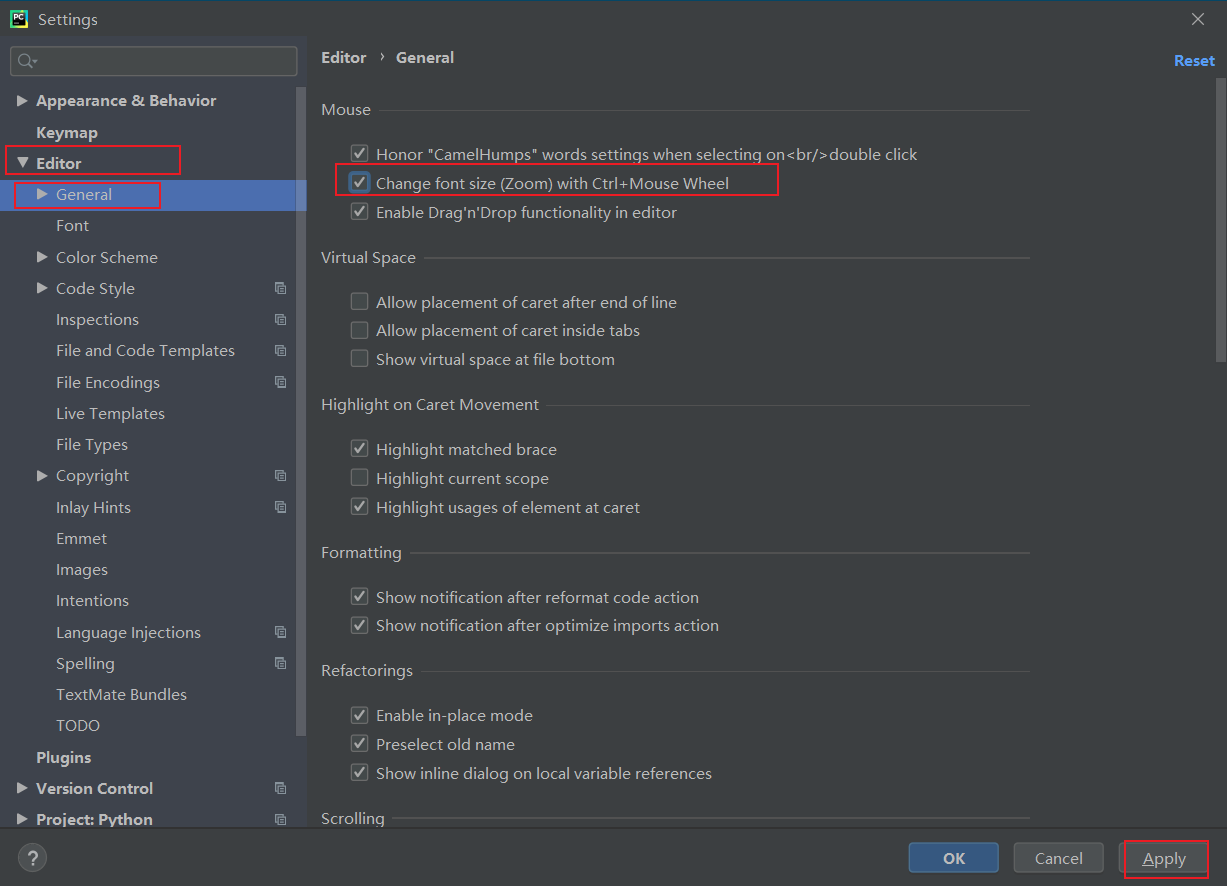 PC
Settings
Appearance & Behavior
Keymap
Editor
General
Font
Color Scheme
Code Style
Inspections
File and Code Templates
File Encodings
Live Templates
File Types
Copyright
Inlay Hints
Emmet
Images
Intentions
Language Injections
Spelling
TextMate Bundles
TODO
Plugins
Version Control
Project: Python
Editor › General
Reset
Mouse
Honor "CamelHumps" words settings when selecting on<br/>double click
Change font size (Zoom) with Ctrl+Mouse Wheel
Enable Drag'n'Drop functionality in editor
Virtual Space
Allow placement of caret after end of line
Allow placement of caret inside tabs
Show virtual space at file bottom
Highlight on Caret Movement
Highlight matched brace
Highlight current scope
Highlight usages of element at caret
Formatting
Show notification after reformat code action
Show notification after optimize imports action
Refactorings
Enable in-place mode
Preselect old name
Show inline dialog on local variable references
Scrolling
?
OK
Cancel
Apply